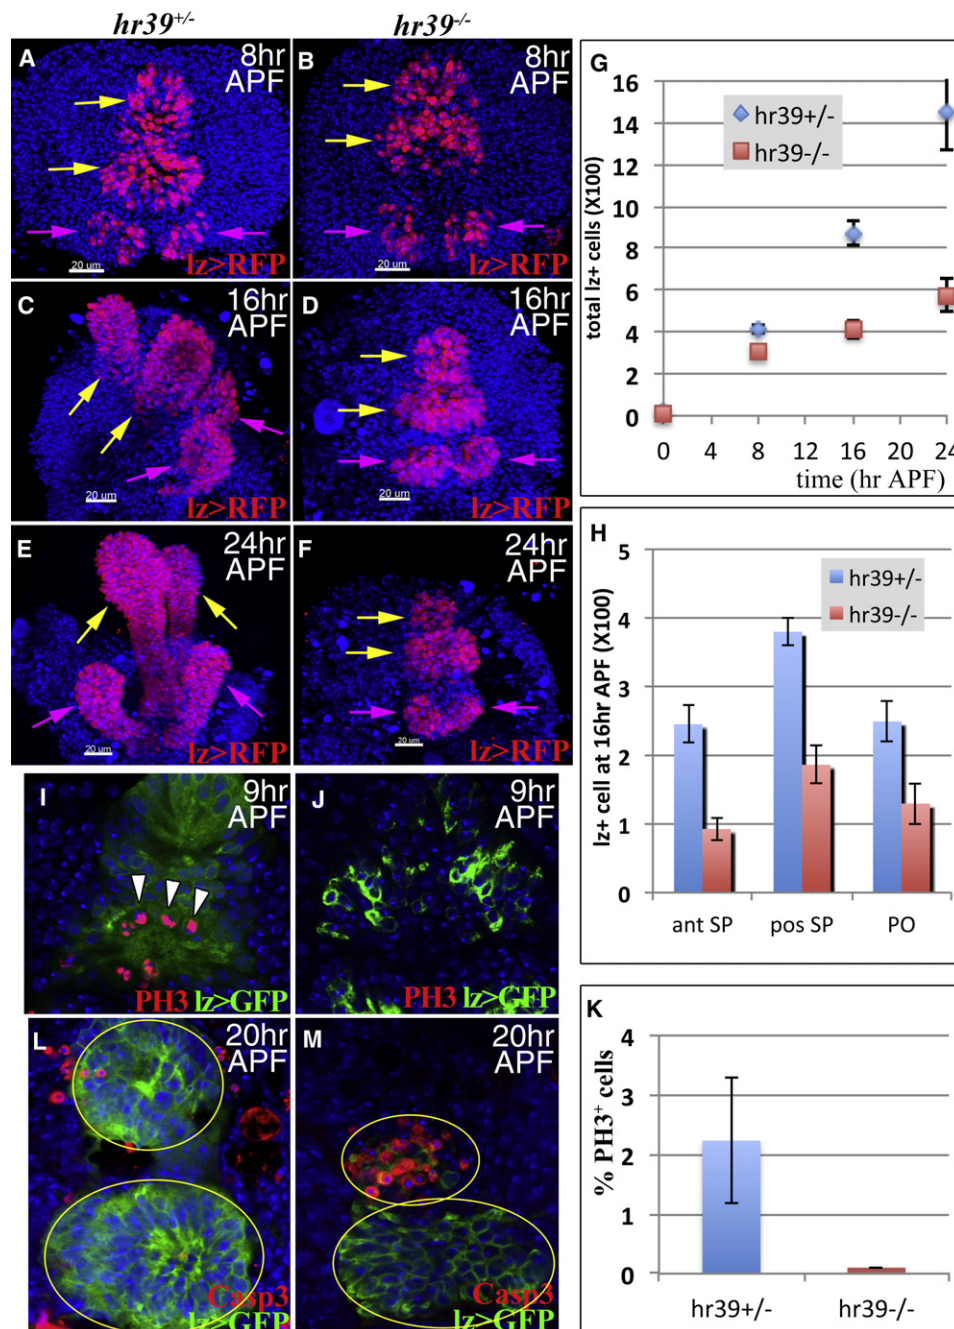 hr39+/-
hr39-/-
A
8hr
APF
20 um
lz>RFP
B
8hr
APF
20 um
lz>RFP
C
16hr
APF
20 um
lz>RFP
D
16hr
APF
20 um
lz>RFP
E
24hr
APF
20 um
lz>RFP
F
24hr
APF
20 um
lz>RFP
I
9hr
APF
PH3 lz>GFP
J
9hr
APF
PH3 lz>GFP
L
20hr
APF
Casp3
lz>GFP
M
20hr
APF
Casp3
lz>GFP
G
total lz+ cells (X100)
16
14
12
10
8
6
4
2
0
hr39+/-
hr39-/-
0 4 8 12 16 20 24
time (hr APF)
H
lz+ cell at 16hr APF (X100)
5
4
3
2
1
0
hr39+/-
hr39-/-
ant SP pos SP PO
K
% PH3+ cells
4
3
2
1
0
hr39+/- hr39-/-